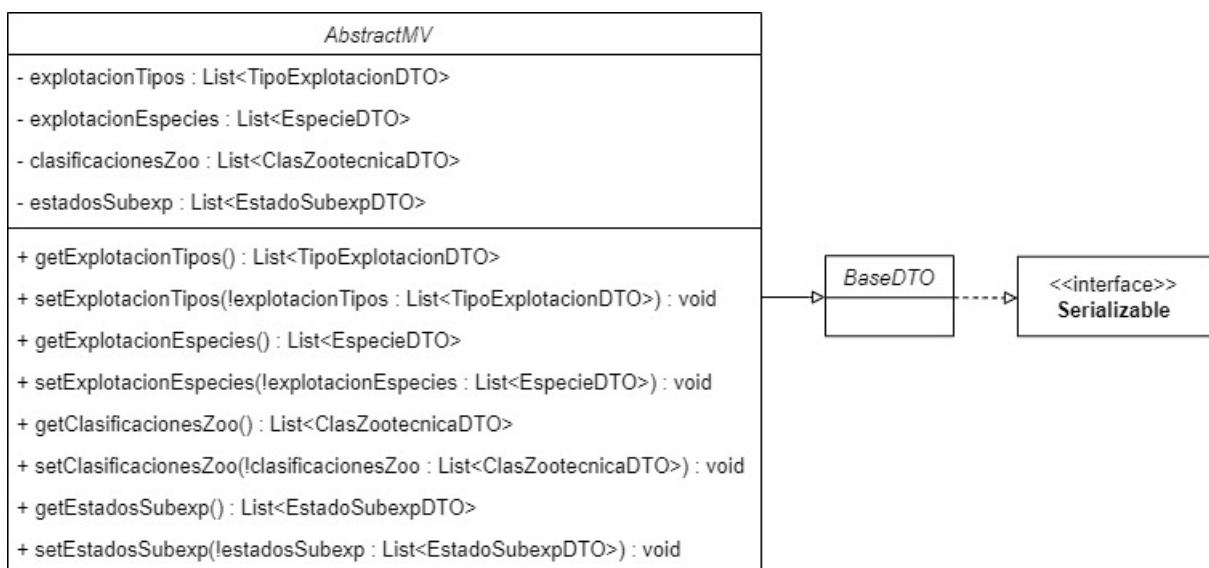 AbstractMV
- explotacionTipos : List<TipoExplotacionDTO>
- explotacionEspecies : List<EspecieDTO>
- clasificacionesZoo : List<ClasZootecnicaDTO>
- estadosSubexp : List<EstadoSubexpDTO>
+ getExplotacionTipos() : List<TipoExplotacionDTO>
+ setExplotacionTipos(!explotacionTipos : List<TipoExplotacionDTO>) : void
+ getExplotacionEspecies() : List<EspecieDTO>
+ setExplotacionEspecies(!explotacionEspecies : List<EspecieDTO>) : void
+ getClasificacionesZoo() : List<ClasZootecnicaDTO>
+ setClasificacionesZoo(!clasificacionesZoo : List<ClasZootecnicaDTO>) : void
+ getEstadosSubexp() : List<EstadoSubexpDTO>
+ setEstadosSubexp(!estadosSubexp : List<EstadoSubexpDTO>) : void
BaseDTO
<<interface>>
Serializable